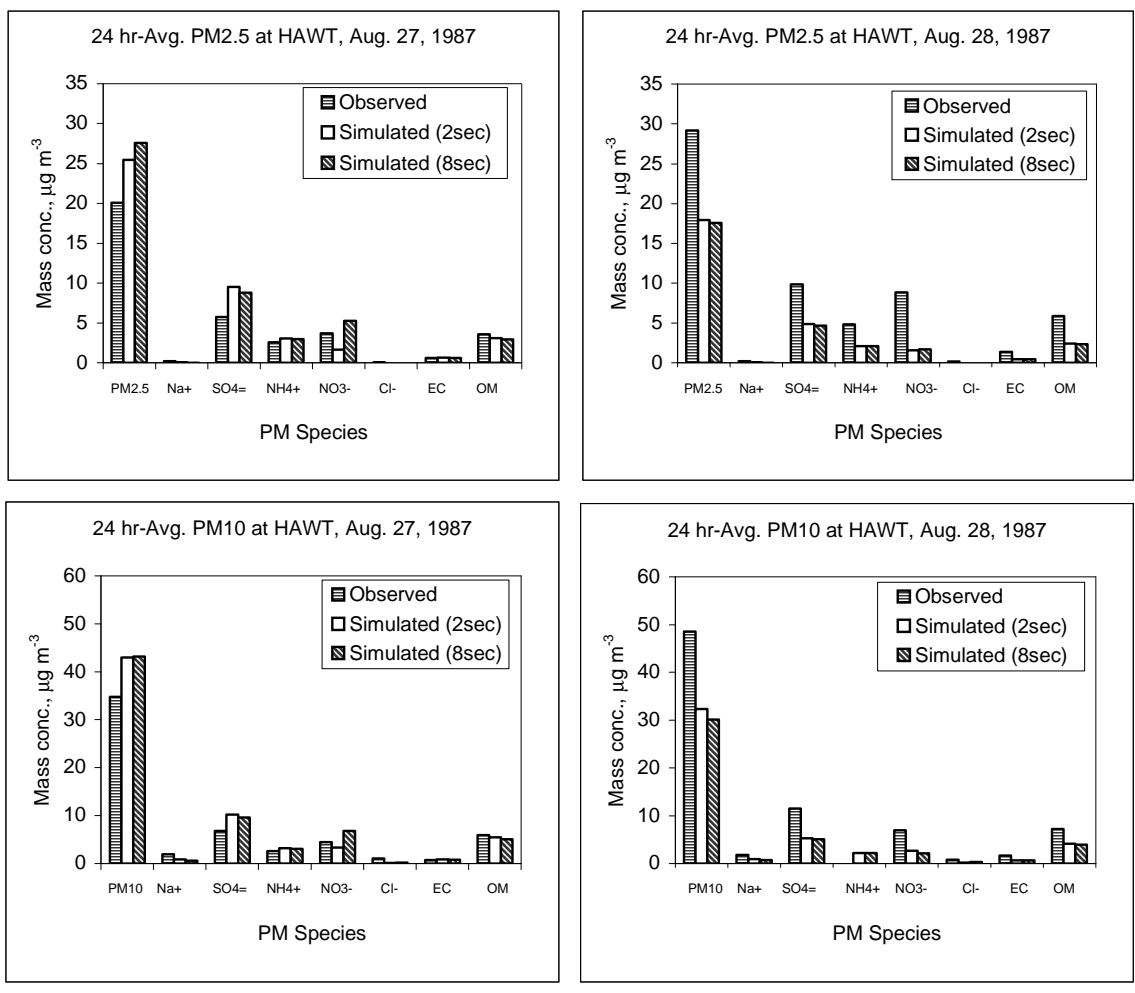 24 hr-Avg. PM2.5 at HAWT, Aug. 27, 1987
35
30
25
20
15
10
5
0
Mass conc., μg m-3
Observed
Simulated (2sec)
Simulated (8sec)
PM2.5 Na+ SO4= NH4+ NO3- Cl- EC OM
PM Species
24 hr-Avg. PM2.5 at HAWT, Aug. 28, 1987
35
30
25
20
15
10
5
0
Mass conc., μg m-3
Observed
Simulated (2sec)
Simulated (8sec)
PM2.5 Na+ SO4= NH4+ NO3- Cl- EC OM
PM Species
24 hr-Avg. PM10 at HAWT, Aug. 27, 1987
60
50
40
30
20
10
0
Mass conc., μg m-3
Observed
Simulated (2sec)
Simulated (8sec)
PM10 Na+ SO4= NH4+ NO3- Cl- EC OM
PM Species
24 hr-Avg. PM10 at HAWT, Aug. 28, 1987
60
50
40
30
20
10
0
Mass conc., μg m-3
Observed
Simulated (2sec)
Simulated (8sec)
PM10 Na+ SO4= NH4+ NO3- Cl- EC OM
PM Species